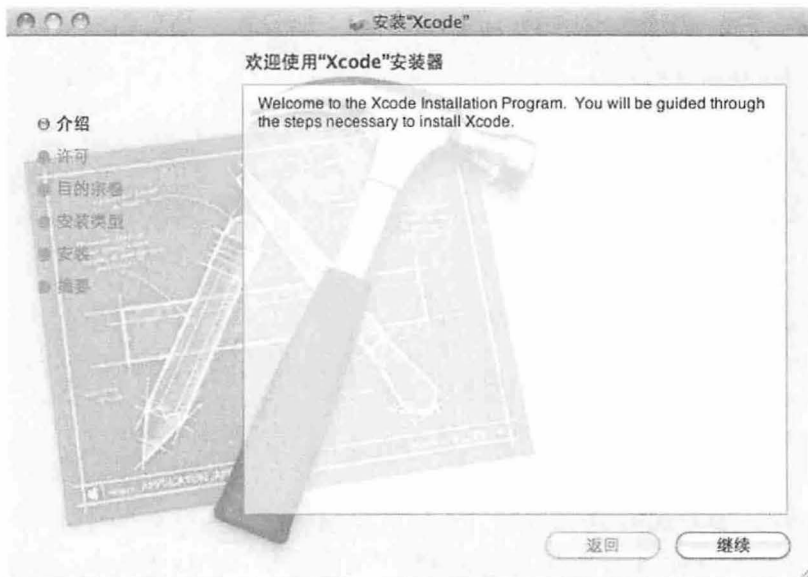 安装“Xcode”
欢迎使用“Xcode”安装器
Welcome to the Xcode Installation Program. You will be guided through
the steps necessary to install Xcode.
介绍
许可
目的宗卷
安装类型
安装
摘要
APPLICATION
返回
继续